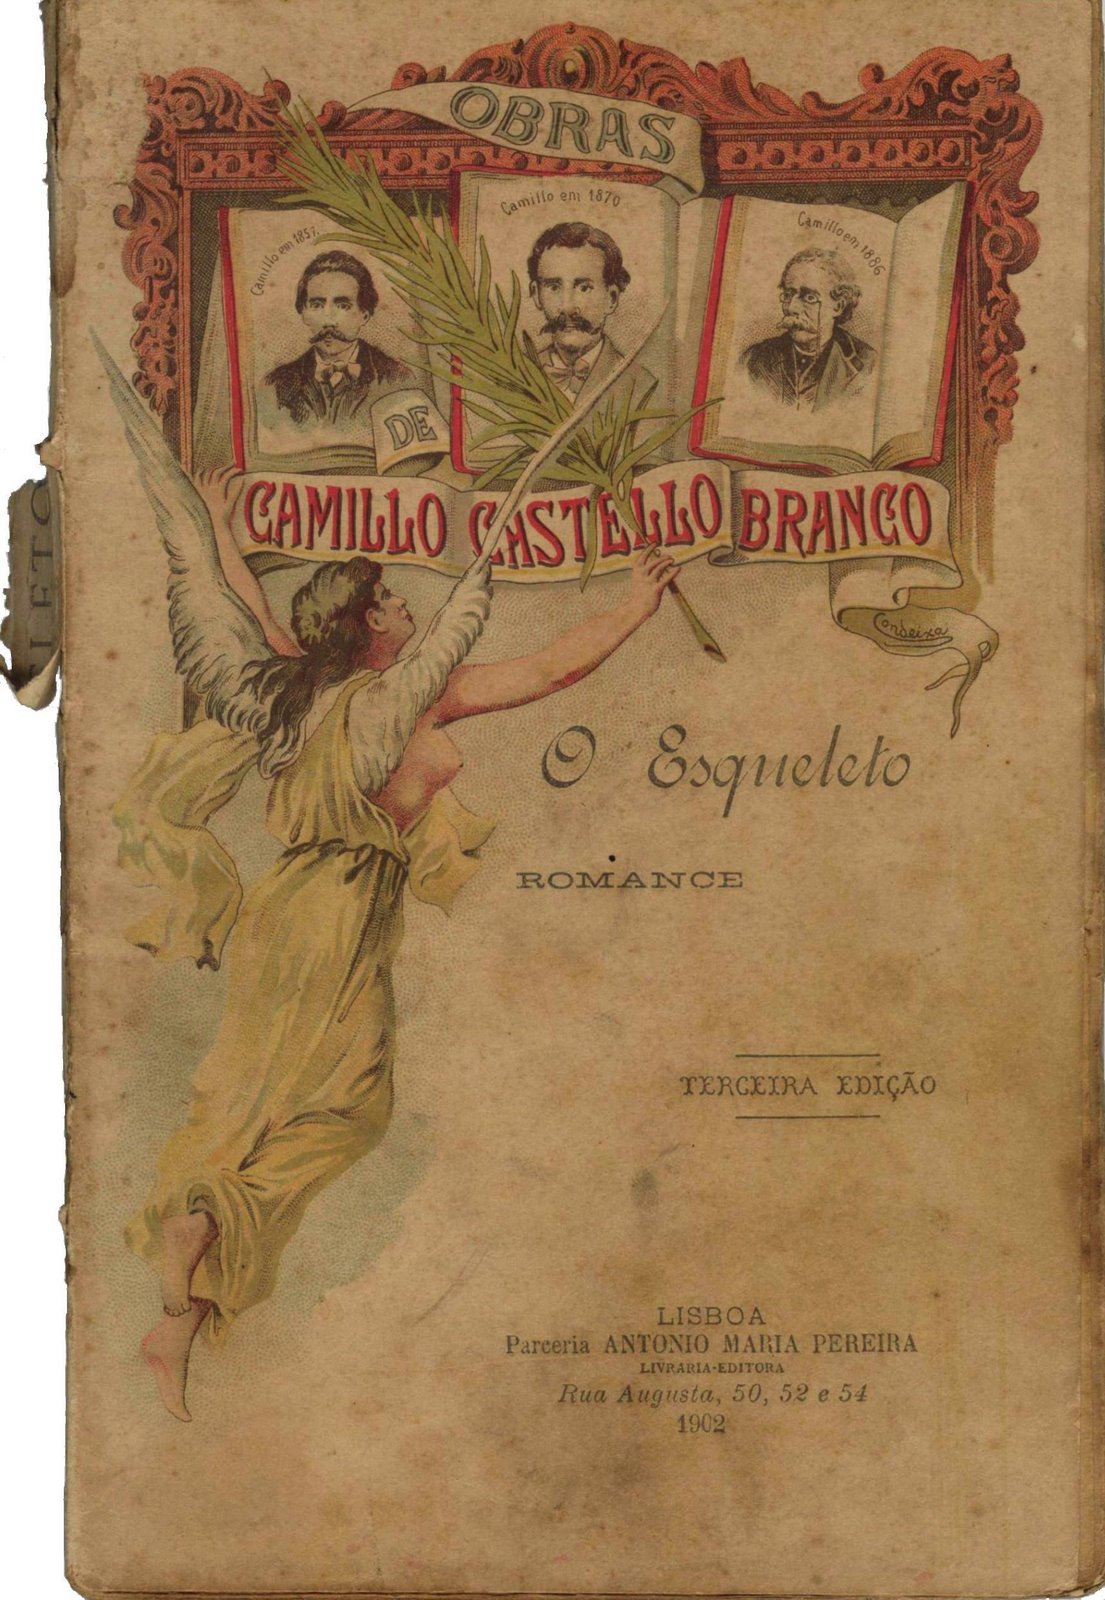 OBRAS
Camillo em 1857.
Camillo em 1870
Camillo em 1886
DE
CAMILLO CASTELLO BRANCO
Condeixa
O Esqueleto
ROMANCE
TERCEIRA EDIÇÃO
LISBOA
Parceria ANTONIO MARIA PEREIRA
LIVRARIA-EDITORA
Rua Augusta, 50, 52 e 54
1902